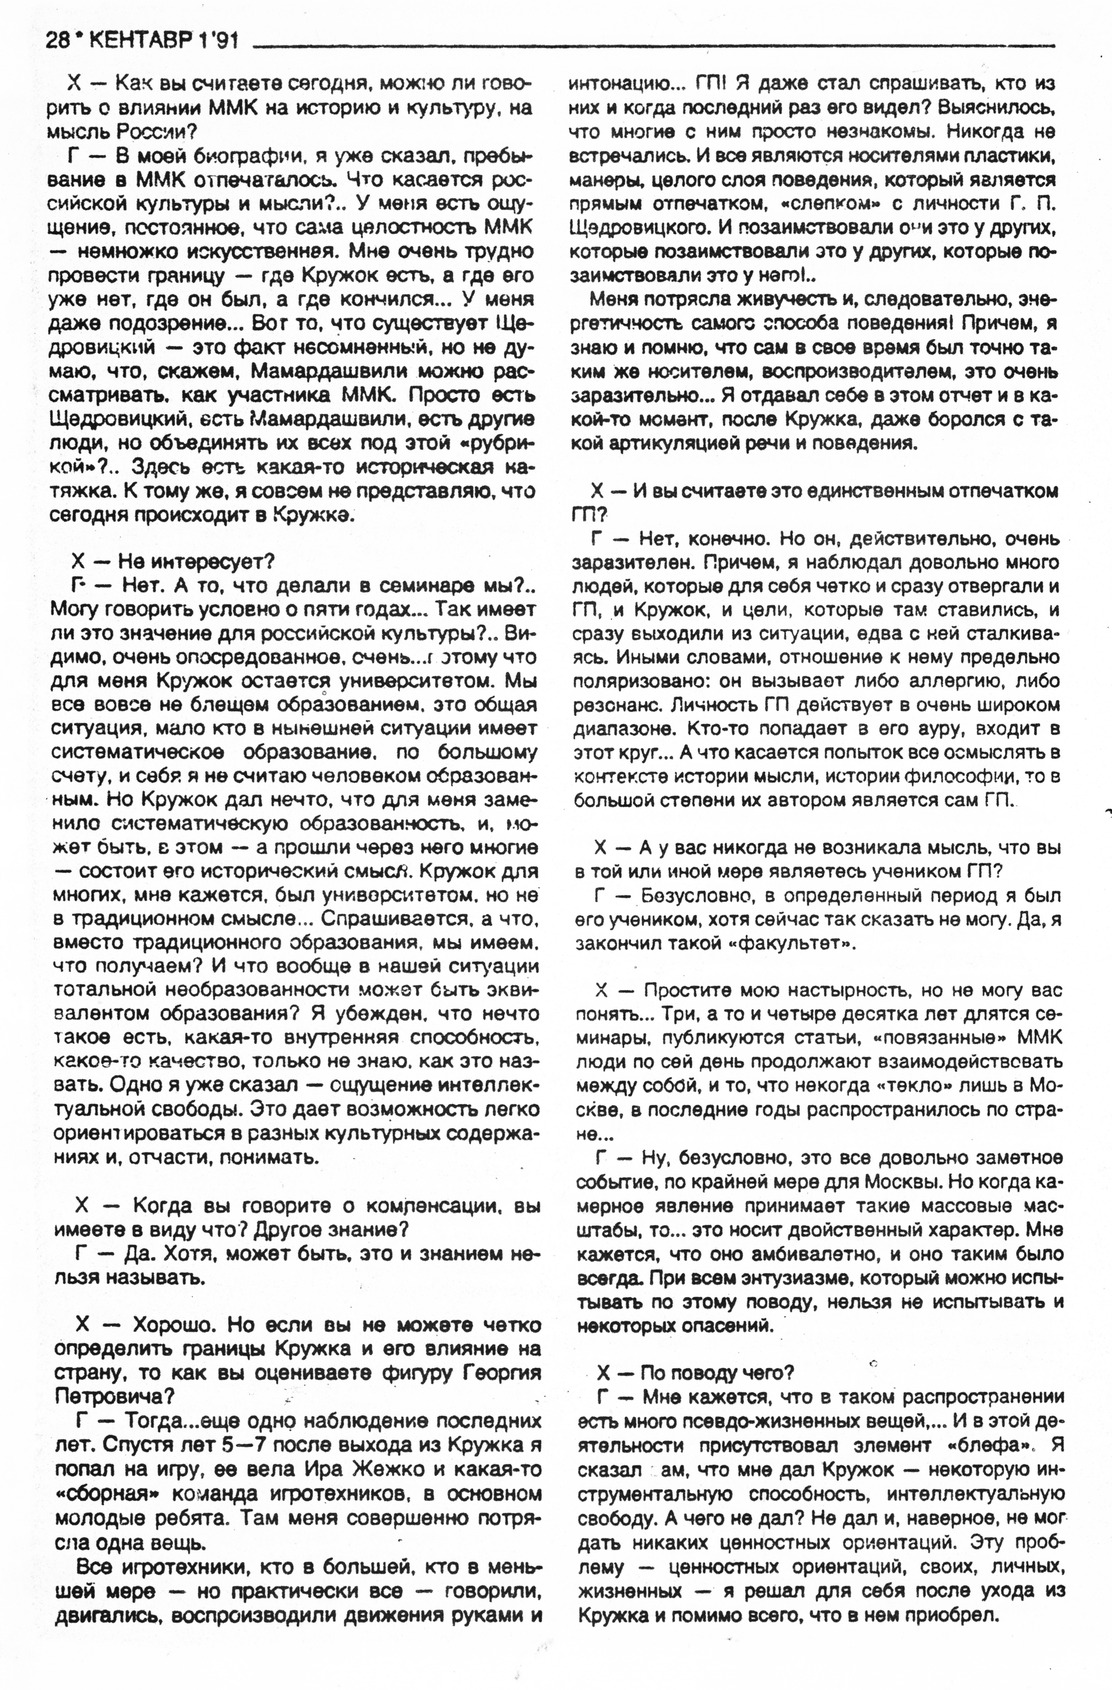 28 * КЕНТАВР 1 '91
Х — Как вы считаете сегодня, можно ли гово-
рить о влиянии ММК на историю и культуру, на
мысль России?
Г — В моей биографии, я уже сказал, пребы-
вание в ММК отпечаталось. Что касается рос-
сийской культуры и мысли?.. У меня есть ощу-
щение, постоянное, что сама целостность ММК
— немножко искусственная. Мне очень трудно
провести границу — где Кружок есть, а где его
уже нет, где он был, а где кончился... У меня
даже подозрение... Вот то, что существует Ще-
дровицкий — это факт несомненный, но не ду-
маю, что, скажем, Мамардашвили можно рас-
сматривать. как участника ММК. Просто есть
Щедровицкий, есть Мамардашвили, есть другие
люди, но объединять их всех под этой «рубри-
кой»?.. Здесь есть какая-то историческая на-
тяжка. К тому же, я совсем не представляю, что
сегодня происходит в Кружке.
Х — Не интересует?
Г — Нет. А то, что делали в семинаре мы?..
Могу говорить условно о пяти годах... Так имеет
ли это значение для российской культуры?.. Ви-
димо, очень опосредованное, очень... этому что
для меня Кружок остается университетом. Мы
все вовсе не блещем образованием, это общая
ситуация, мало кто в нынешней ситуации имеет
систематическое образование, по большому
счету, и себя я не считаю человеком образован-
ным. Но Кружок дал нечто, что для меня заме-
нило систематическую образованность, и, мо-
жет быть, в этом — а прошли через него многие
— состоит его исторический смысл. Кружок для
многих, мне кажется, был университетом, но не
в традиционном смысле... Спрашивается, а что,
вместо традиционного образования, мы имеем,
что получаем? И что вообще в нашей ситуации
тотальной необразованности может быть экви-
валентом образования? Я убежден, что нечто
такое есть, какая-то внутренняя способность,
какое-то качество, только не знаю, как это наз-
вать. Одно я уже сказал — ощущение интеллек-
туальной свободы. Это дает возможность легко
ориентироваться в разных культурных содержа-
ниях и, отчасти, понимать.
Х — Когда вы говорите о компенсации, вы
имеете в виду что? Другое знание?
Г — Да. Хотя, может быть, это и знанием не-
льзя называть.
Х — Хорошо. Но если вы не можете четко
определить границы Кружка и его влияние на
страну, то как вы оцениваете фигуру Георгия
Петровича?
Г — Тогда...еще одно наблюдение последних
лет. Спустя лет 5—7 после выхода из Кружка я
попал на игру, ее вела Ира Жежко и какая-то
«сборная» команда игротехников, в основном
молодые ребята. Там меня совершенно потря-
сла одна вещь.
Все игротехники, кто в большей, кто в мень-
шей мере — но практически все — говорили,
двигались, воспроизводили движения руками и
интонацию... ГП! Я даже стал спрашивать, кто из
них и когда последний раз его видел? Выяснилось,
что многие с ним просто незнакомы. Никогда не
встречались. И все являются носителями пластики,
манеры, целого слоя поведения, который является
прямым отпечатком, «слепком» с личности Г. П.
Щедровицкого. И позаимствовали они это у других,
которые позаимствовали это у других, которые по-
заимствовали это у него!..
Меня потрясла живучесть и, следовательно, эне-
ргетичность самого способа поведения! Причем, я
знаю и помню, что сам в свое время был точно та-
ким же носителем, воспроизводителем, это очень
заразительно... Я отдавал себе в этом отчет и в ка-
кой-то момент, после Кружка, даже боролся с та-
кой артикуляцией речи и поведения.
Х — И вы считаете это единственным отпечатком
ГП?
Г — Нет, конечно. Но он, действительно, очень
заразителен. Причем, я наблюдал довольно много
людей, которые для себя четко и сразу отвергали и
ГП, и Кружок, и цели, которые там ставились, и
сразу выходили из ситуации, едва с ней сталкива-
ясь. Иными словами, отношение к нему предельно
поляризовано: он вызывает либо аллергию, либо
резонанс. Личность ГП действует в очень широком
диапазоне. Кто-то попадает в его ауру, входит в
этот круг... А что касается попыток все осмыслять в
контексте истории мысли, истории философии, то в
большой степени их автором является сам ГП.
Х — А у вас никогда не возникала мысль, что вы
в той или иной мере являетесь учеником ГП?
Г — Безусловно, в определенный период я был
его учеником, хотя сейчас так сказать не могу. Да, я
закончил такой «факультет».
Х — Простите мою настырность, но не могу вас
понять... Три, а то и четыре десятка лет длятся се-
минары, публикуются статьи, «повязанные» ММК
люди по сей день продолжают взаимодействовать
между собой, и то, что некогда «текло» лишь в Мо-
скве, в последние годы распространилось по стра-
не...
Г — Ну, безусловно, это все довольно заметное
событие, по крайней мере для Москвы. Но когда ка-
мерное явление принимает такие массовые мас-
штабы, то... это носит двойственный характер. Мне
кажется, что оно амбивалетно, и оно таким было
всегда. При всем энтузиазме, который можно испы-
тывать по этому поводу, нельзя не испытывать и
некоторых опасений.
Х — По поводу чего?
Г — Мне кажется, что в таком распространении
есть много псевдо-жизненных вещей,... И в этой де-
ятельности присутствовал элемент «блефа». Я
сказал ам, что мне дал Кружок — некоторую ин-
струментальную способность, интеллектуальную
свободу. А чего не дал? Не дал и, наверное, не мог
дать никаких ценностных ориентаций. Эту проб-
лему — ценностных ориентаций, своих, личных,
жизненных — я решал для себя после ухода из
Кружка и помимо всего, что в нем приобрел.